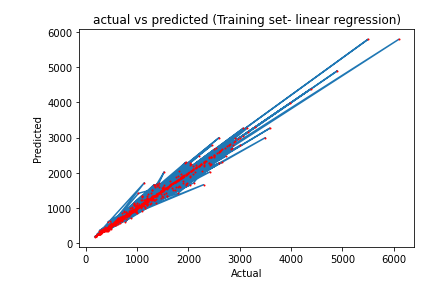 actual vs predicted (Training set- linear regression)
6000
5000
4000
3000
2000
1000
0
Predicted
0 1000 2000 3000 4000 5000 6000
Actual